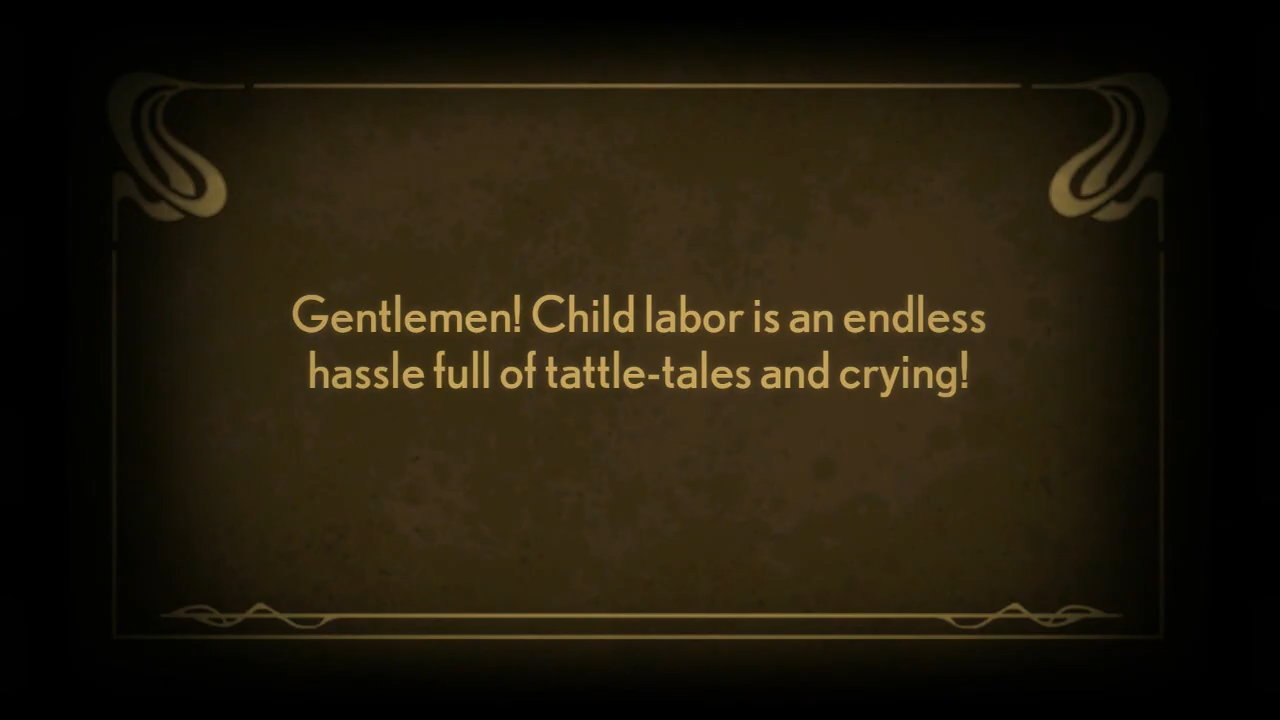 Gentlemen! Child labor is an endless
hassle full of tattle-tales and crying!